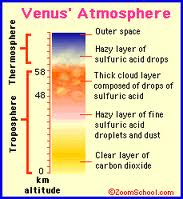 Venus' Atmosphere
Thermosphere
Troposphere
58
48
km
altitude
Outer space
Hazy layer of
sulfuric acid drops
Thick cloud layer
composed of drops of
sulfuric acid
Hazy layer of fine
sulfuric acid
droplets and dust
Clear layer of
carbon dioxide
©ZoomSchool.com